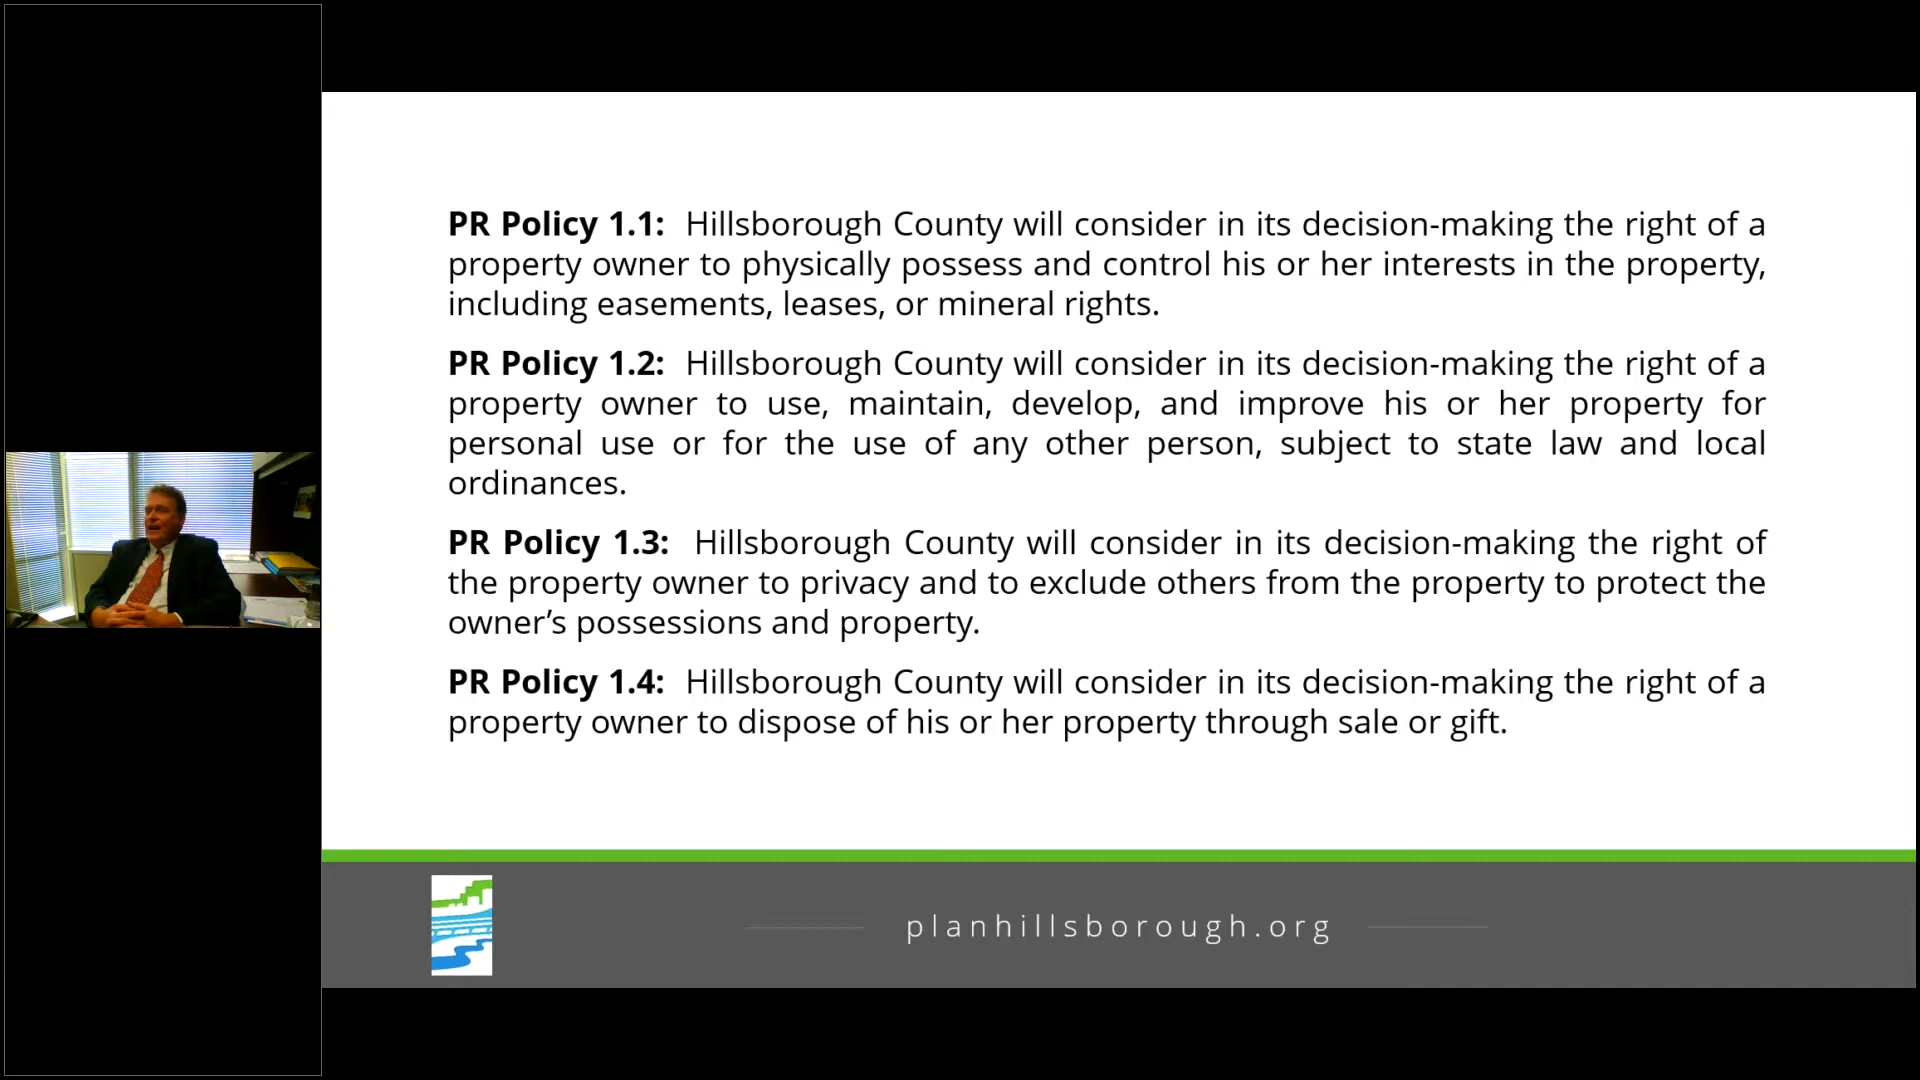 PR Policy 1.1: Hillsborough County will consider in its decision-making the right of a
property owner to physically possess and control his or her interests in the property,
including easements, leases, or mineral rights.
PR Policy 1.2: Hillsborough County will consider in its decision-making the right of a
property owner to use, maintain, develop, and improve his or her property for
personal use or for the use of any other person, subject to state law and local
ordinances.
PR Policy 1.3: Hillsborough County will consider in its decision-making the right of
the property owner to privacy and to exclude others from the property to protect the
owner’s possessions and property.
PR Policy 1.4: Hillsborough County will consider in its decision-making the right of a
property owner to dispose of his or her property through sale or gift.
planhillsborough.org